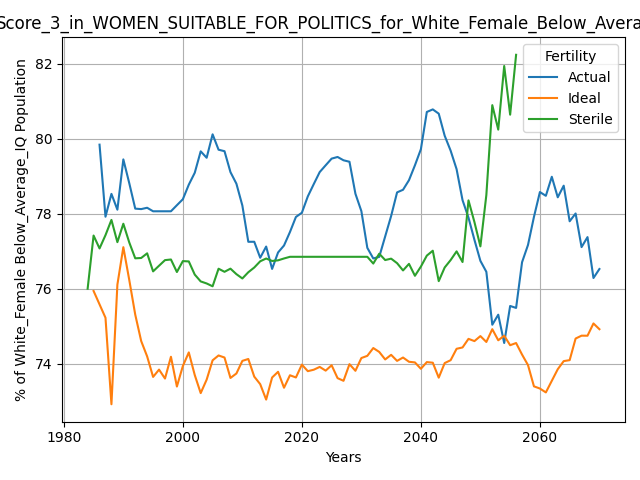 Score_3_in_WOMEN_SUITABLE_FOR_POLITICS_for_White_Female_Below_Avera
Fertility
Actual
Ideal
Sterile
% of White_Female Below_Average_IQ Population
82
80
78
76
74
1980
2000
2020
2040
2060
Years